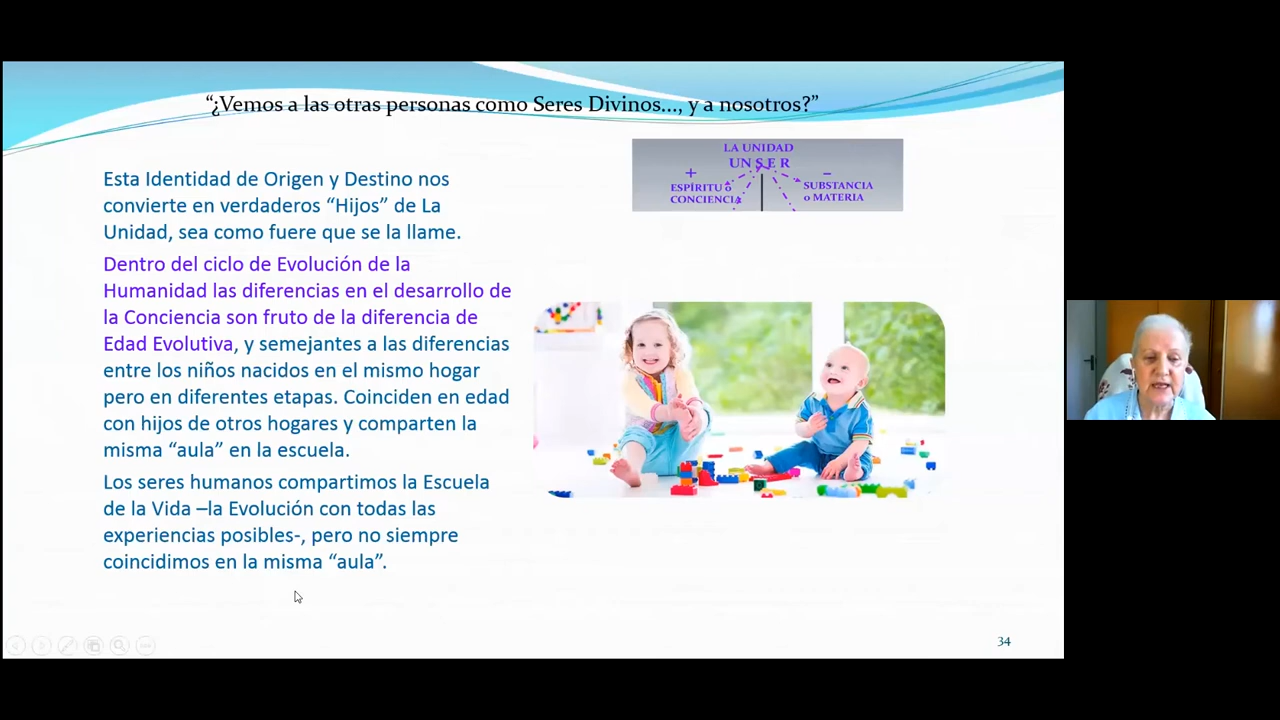 “¿Vemos a las otras personas como Seres Divinos..., y a nosotros?”
LA UNIDAD
UN S E R
+
–
ESPÍRITU o
CONCIENCIA
SUBSTANCIA
o MATERIA
Esta Identidad de Origen y Destino nos
convierte en verdaderos “Hijos” de La
Unidad, sea como fuere que se la llame.
Dentro del ciclo de Evolución de la
Humanidad las diferencias en el desarrollo de
la Conciencia son fruto de la diferencia de
Edad Evolutiva, y semejantes a las diferencias
entre los niños nacidos en el mismo hogar
pero en diferentes etapas. Coinciden en edad
con hijos de otros hogares y comparten la
misma “aula” en la escuela.
Los seres humanos compartimos la Escuela
de la Vida –la Evolución con todas las
experiencias posibles-, pero no siempre
coincidimos en la misma “aula”.
34